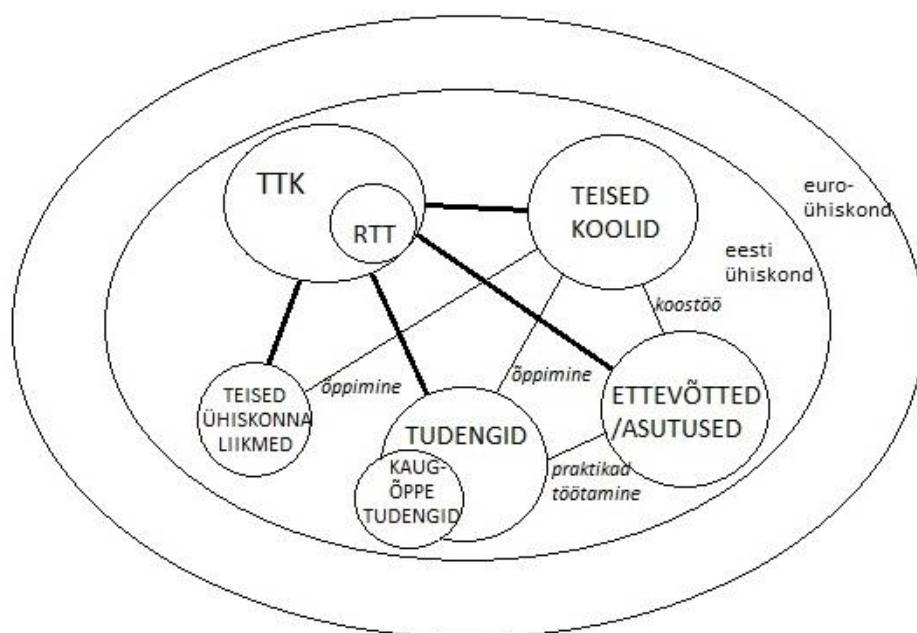 TTK
RTT
TEISED
KOOLID
euro-
ühiskond
eesti
ühiskond
koostöö
õppimine
õppimine
TEISED
ÜHISKONNA
LIIKMED
TUDENGID
KAUG-
ÕPPE
TUDENGID
ETTEVÕTTED
/ASUTUSED
praktikad
töötamine